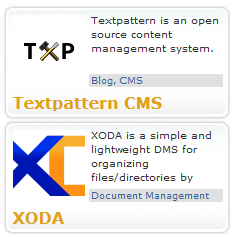 TXP
Textpattern is an open
source content
management system.
Blog, CMS
Textpattern CMS
XC
XODA is a simple and
lightweight DMS for
organizing
files/directories by
Document Management
XODA